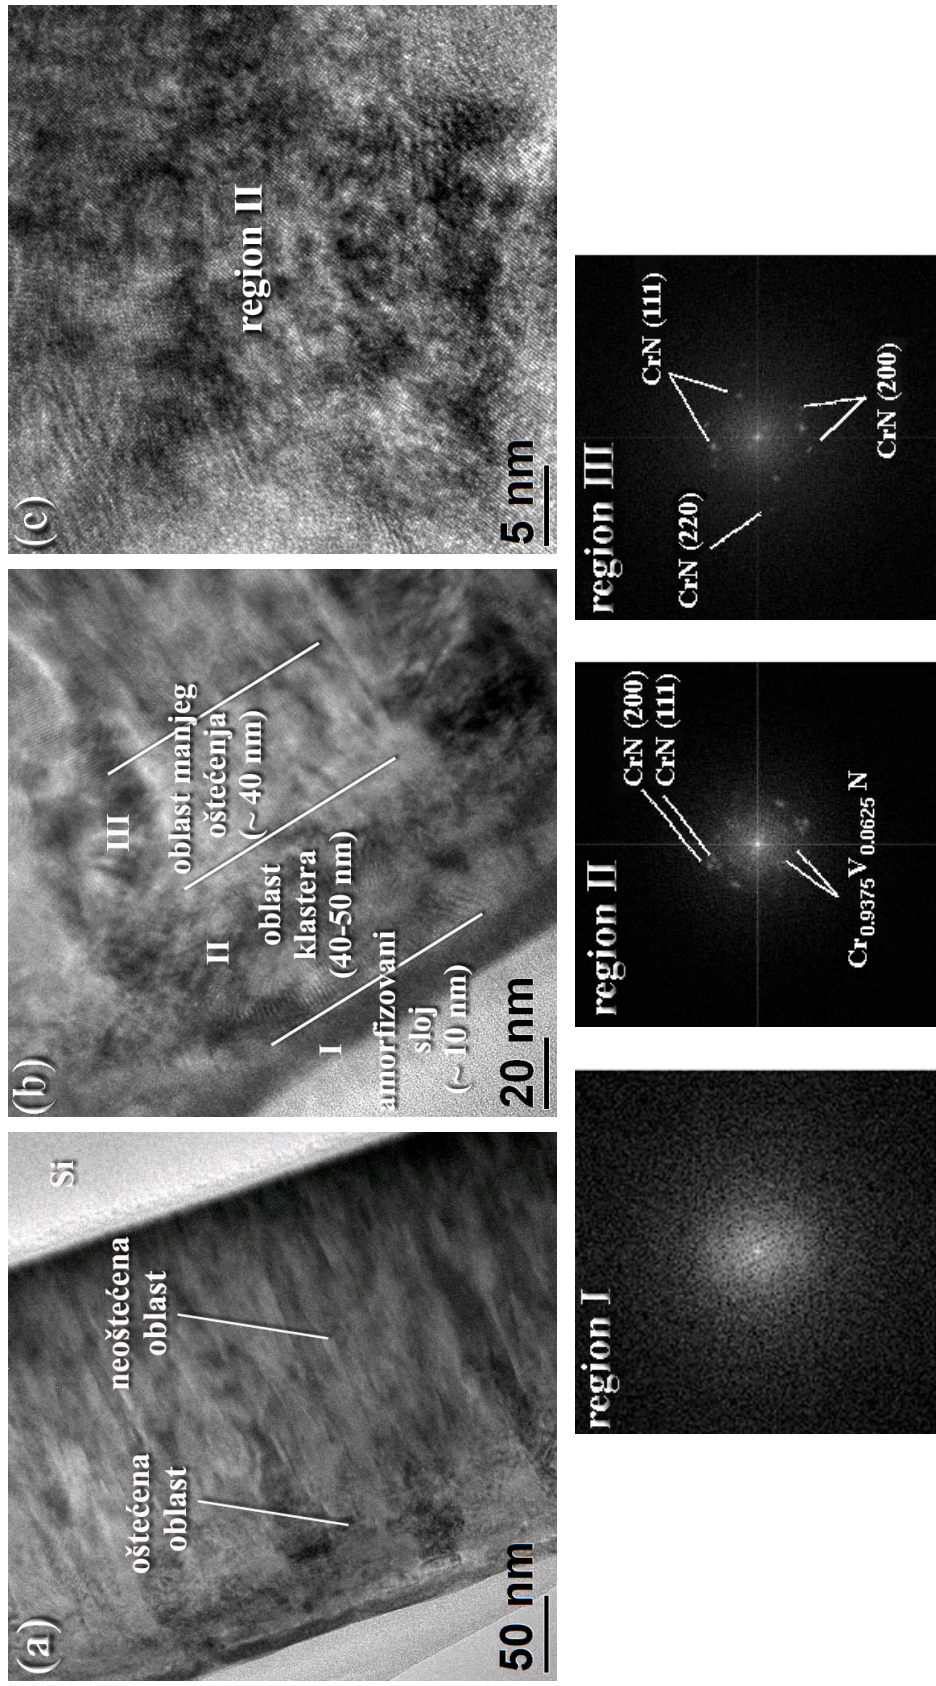 (a)
Si
neoštećena
oblast
oštećena
oblast
50 nm
(b)
III
oblast manjeg
oštećenja
(~ 40 nm)
II
oblast
klastera
(40-50 nm)
I
amorfizovani
sloj
(~ 10 nm)
20 nm
(c)
region II
5 nm
region I
region II
CrN (200)
CrN (111)
Cr0.9375 V0.0625 N
region III
CrN (111)
CrN (220)
CrN (200)